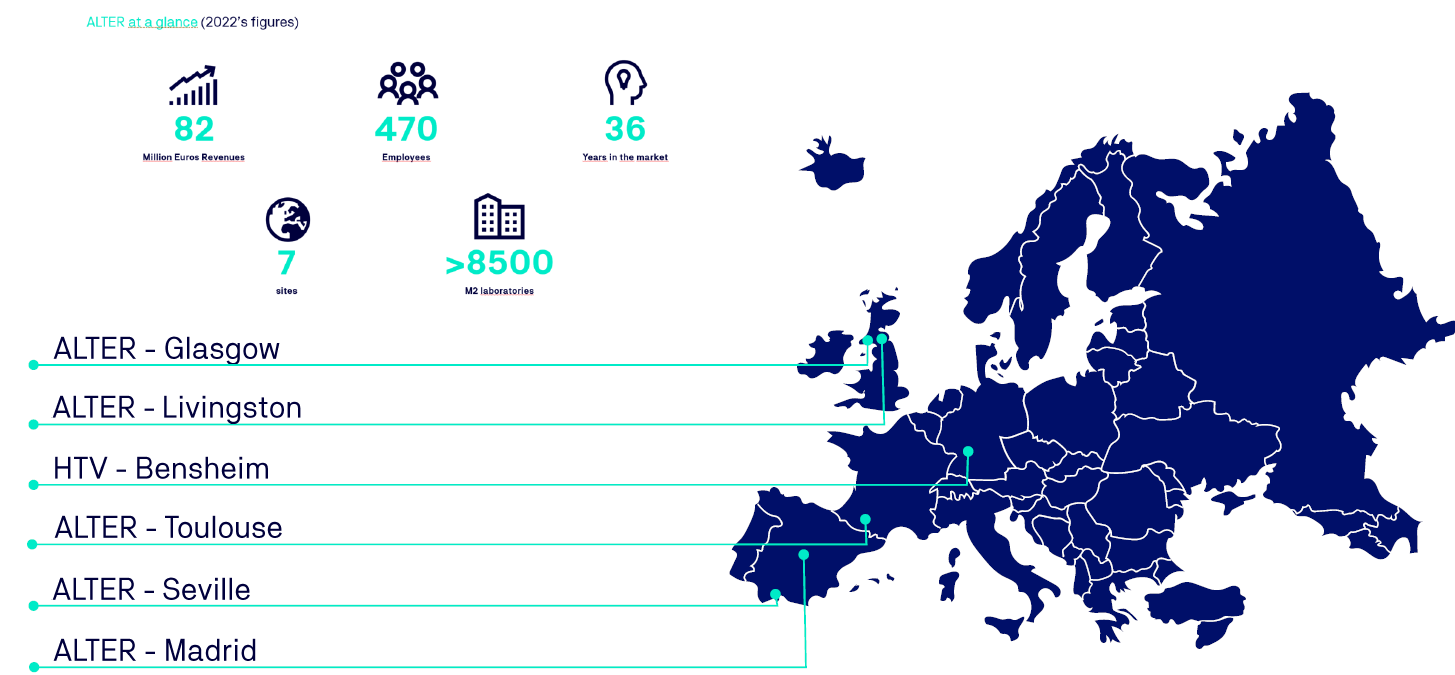 ALTER at a glance (2022's figures)
82
Million Euros Revenues
470
Employees
36
Years in the market
7
sites
>8500
M2 laboratories
ALTER - Glasgow
ALTER - Livingston
HTV - Bensheim
ALTER - Toulouse
ALTER - Seville
ALTER - Madrid